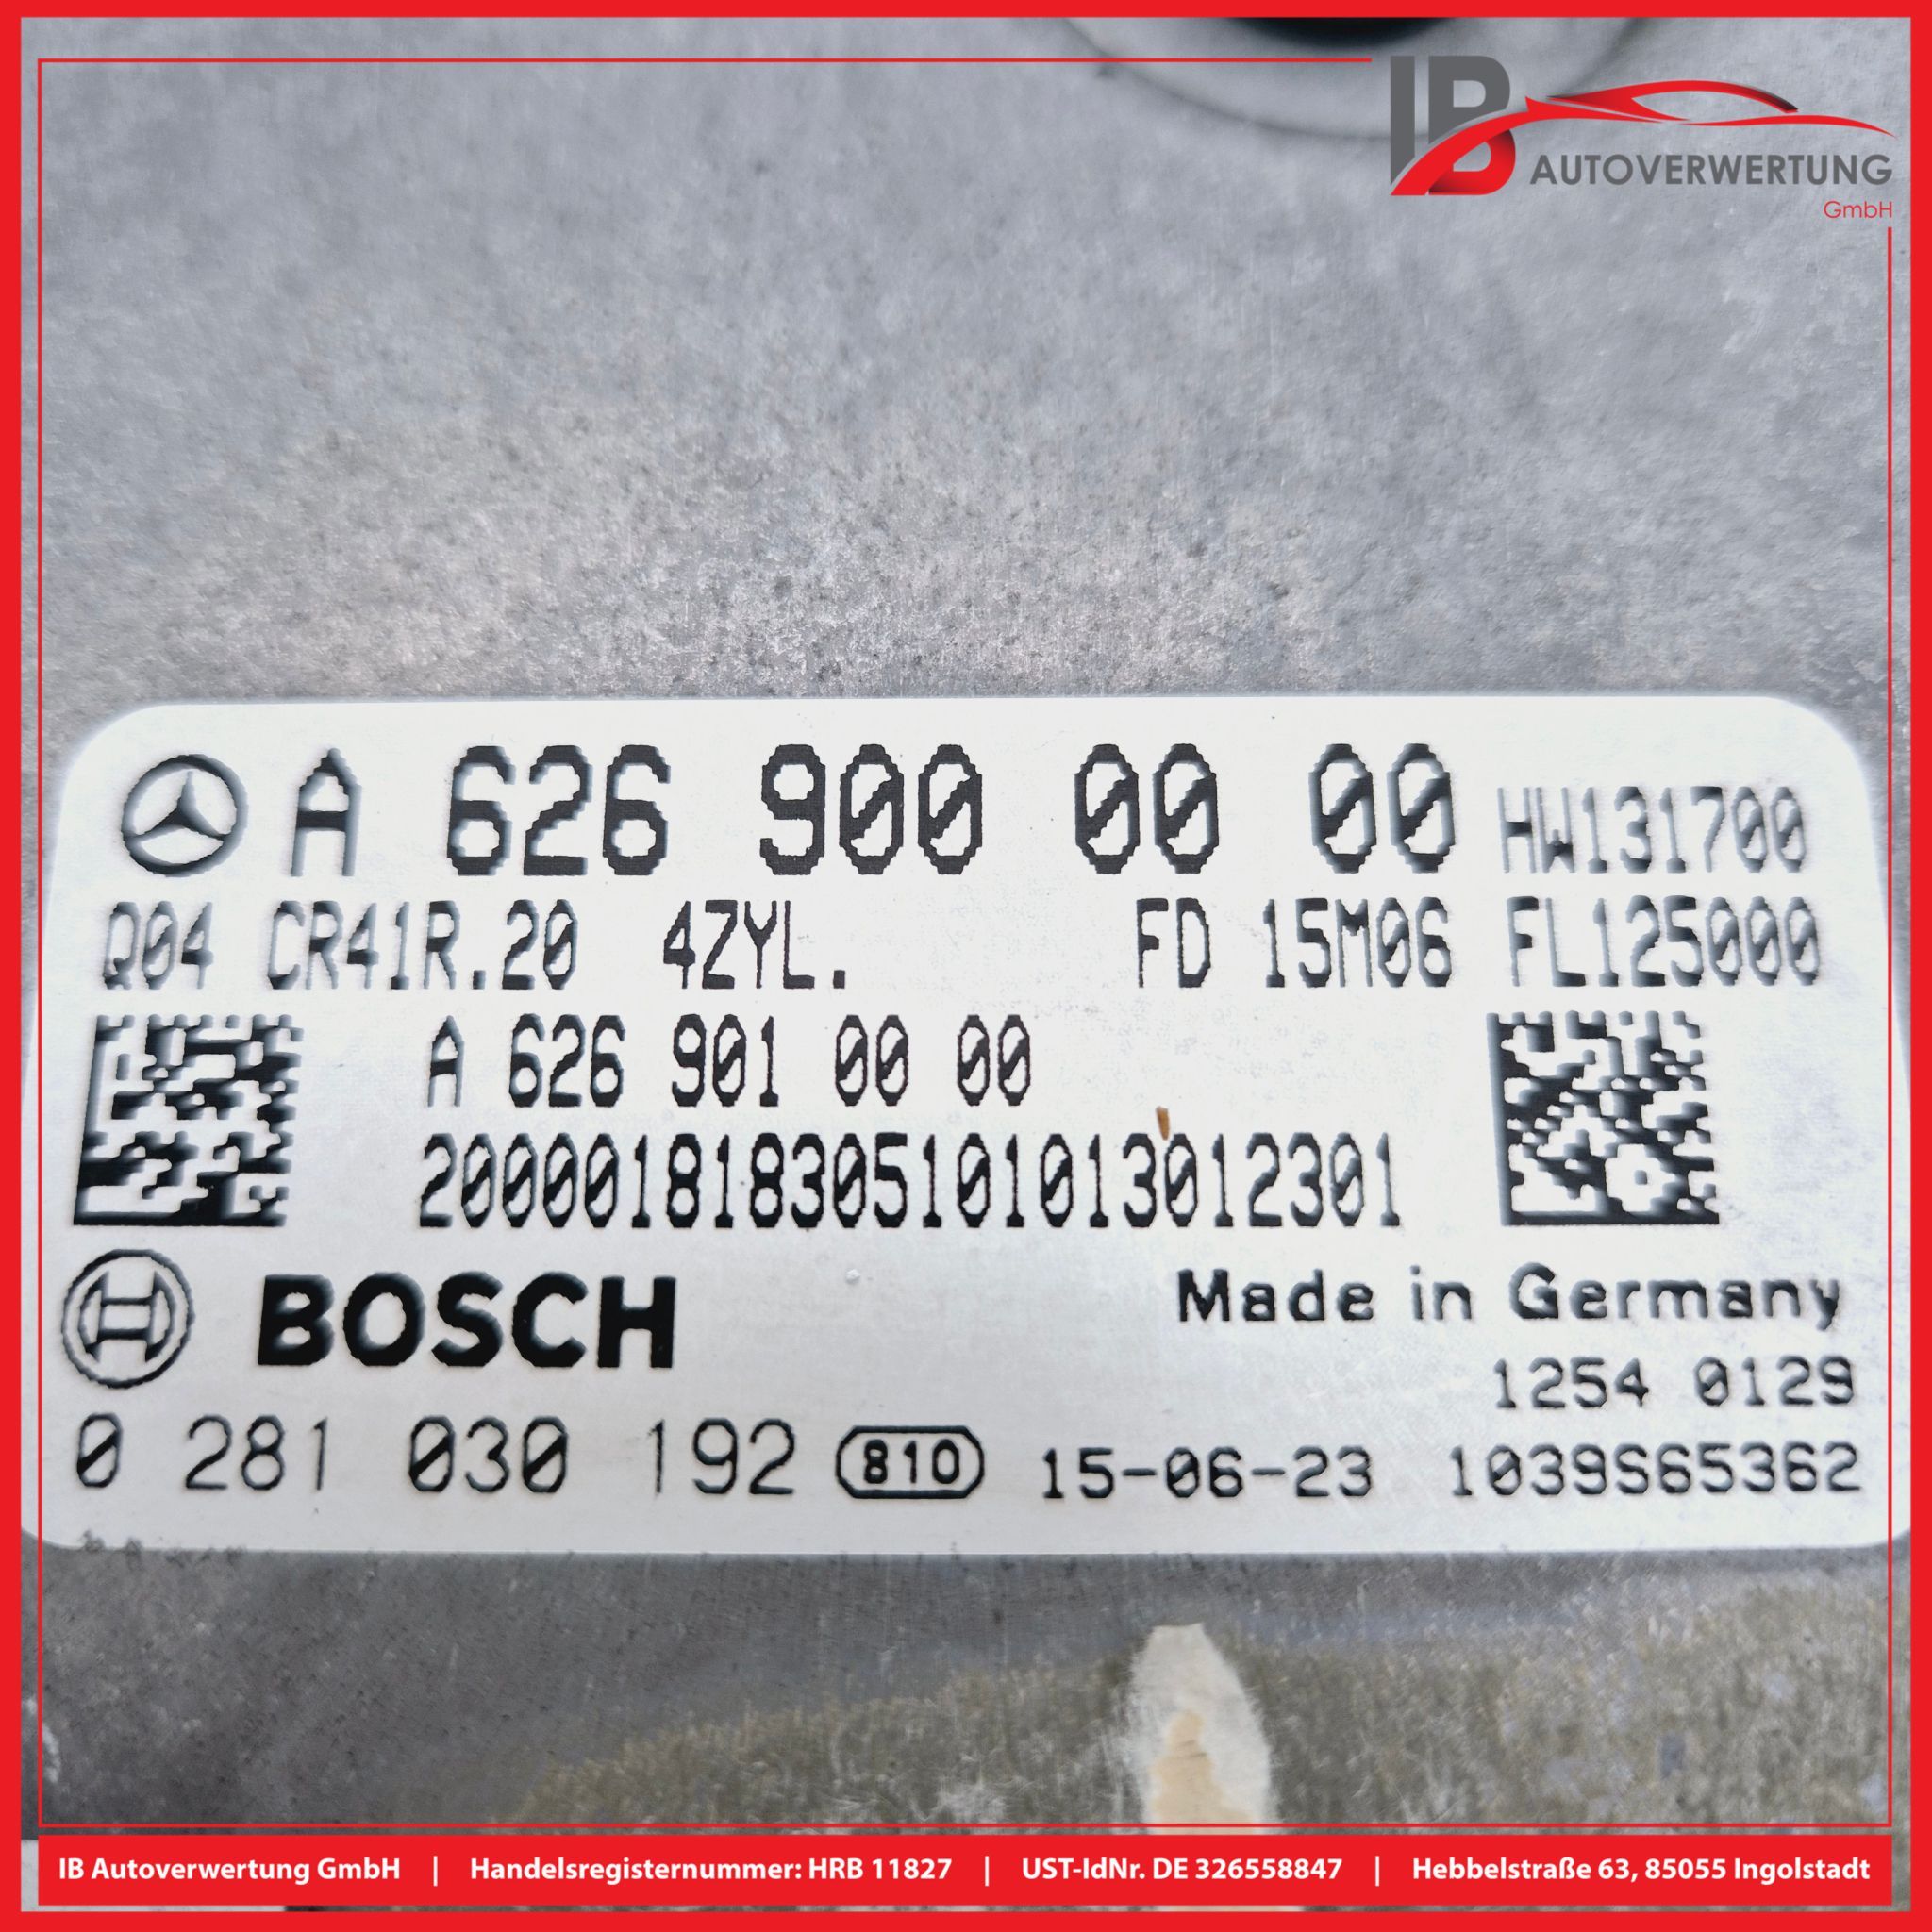 IB AUTOVERWERTUNG
GmbH
A 626 900 00 00 HW131700
Q04 CR41R.20 4ZYL. FD 15M06 FL125000
A 626 901 00 00
200001818305101013012301
BOSCH Made in Germany
1254 0129
0 281 030 192 810 15-06-23 1039S65362
IB Autoverwertung GmbH | Handelsregisternummer: HRB 11827 | UST-IdNr. DE 326558847 | Hebbelstraße 63, 85055 Ingolstadt